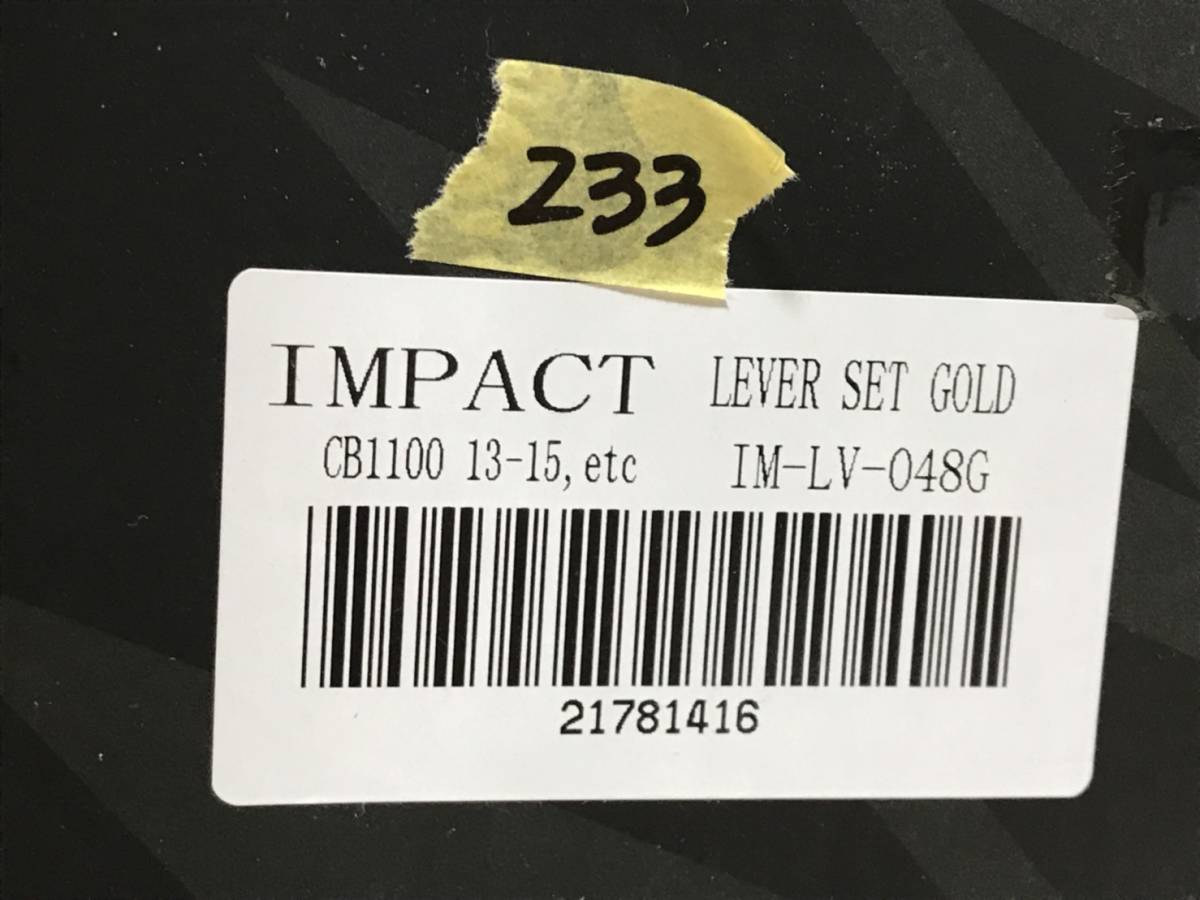 233
IMPACT LEVER SET GOLD
CB1100 13-15, etc IM-LV-048G
21781416